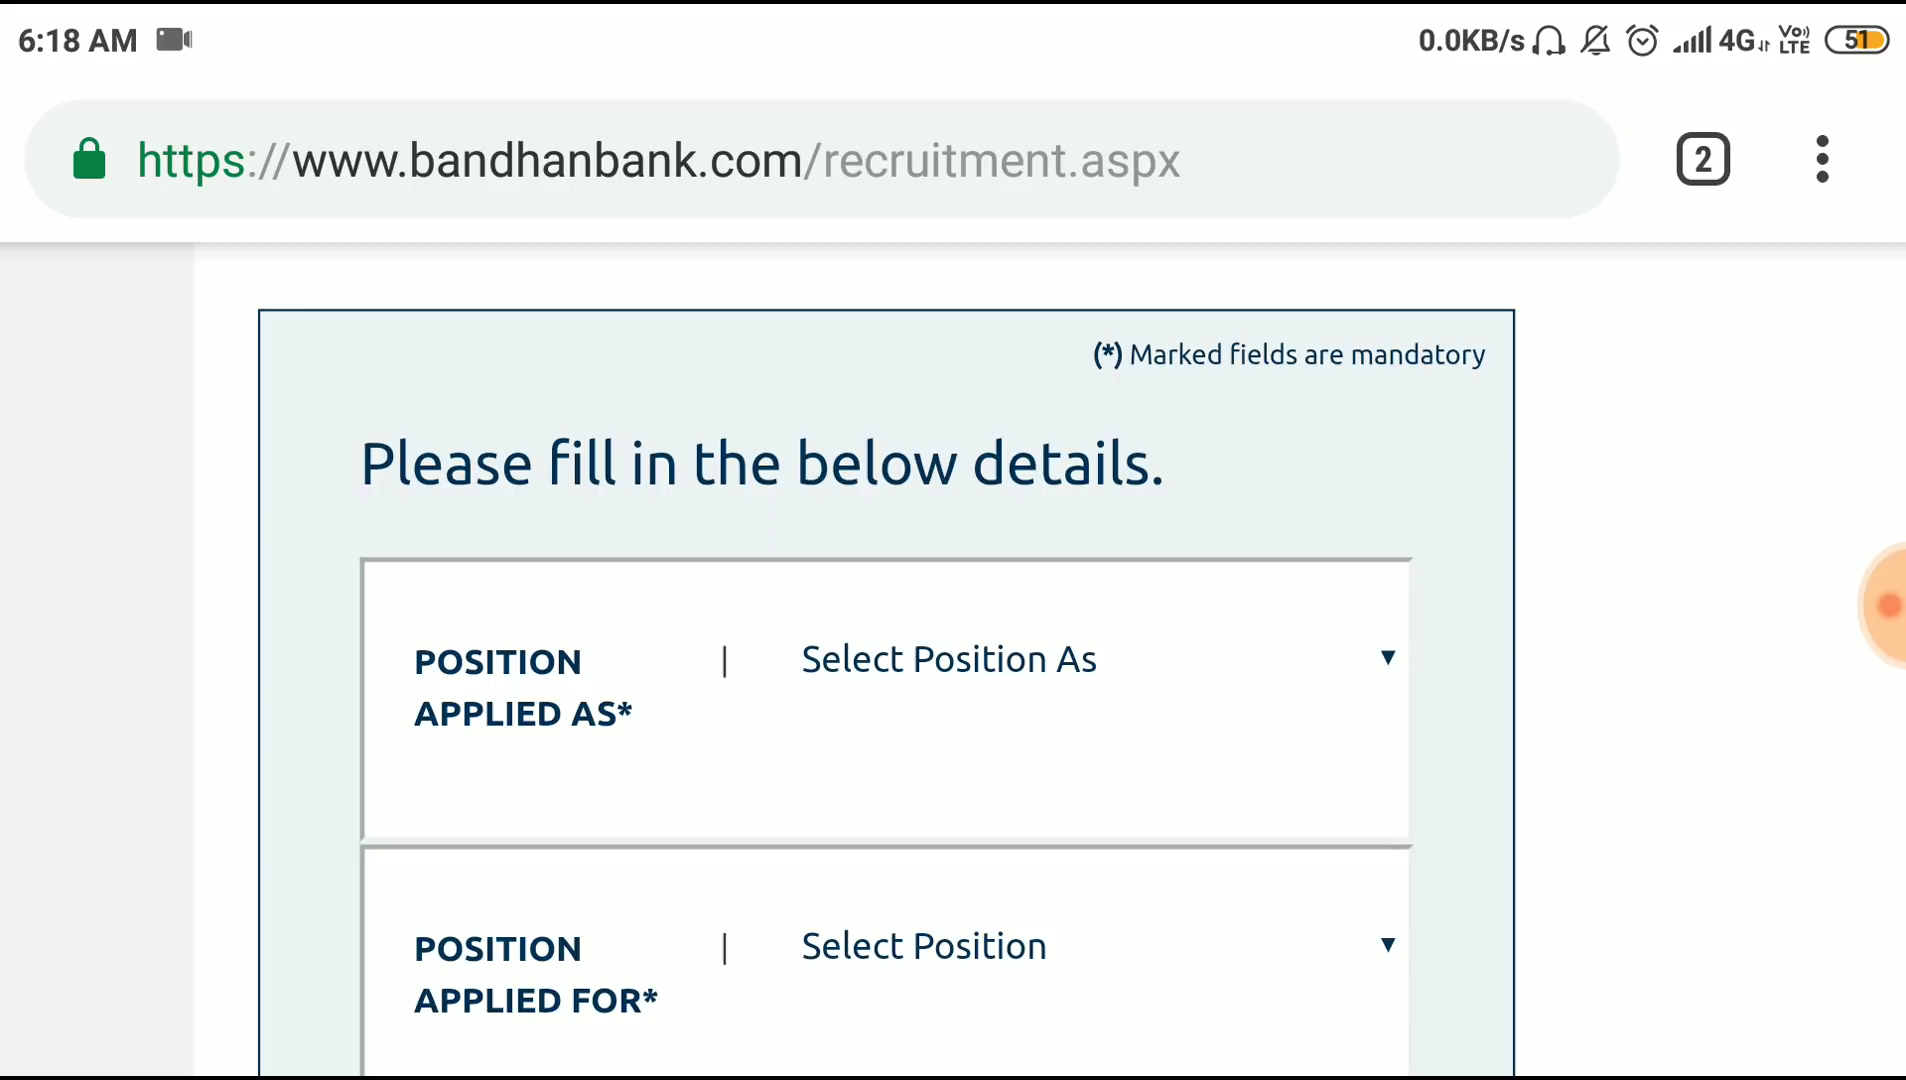 6:18 AM 0.0KB/s 4G VoLTE 51
https://www.bandhanbank.com/recruitment.aspx 2
(*) Marked fields are mandatory
Please fill in the below details.
POSITION | Select Position As ▼
APPLIED AS*
POSITION | Select Position ▼
APPLIED FOR*